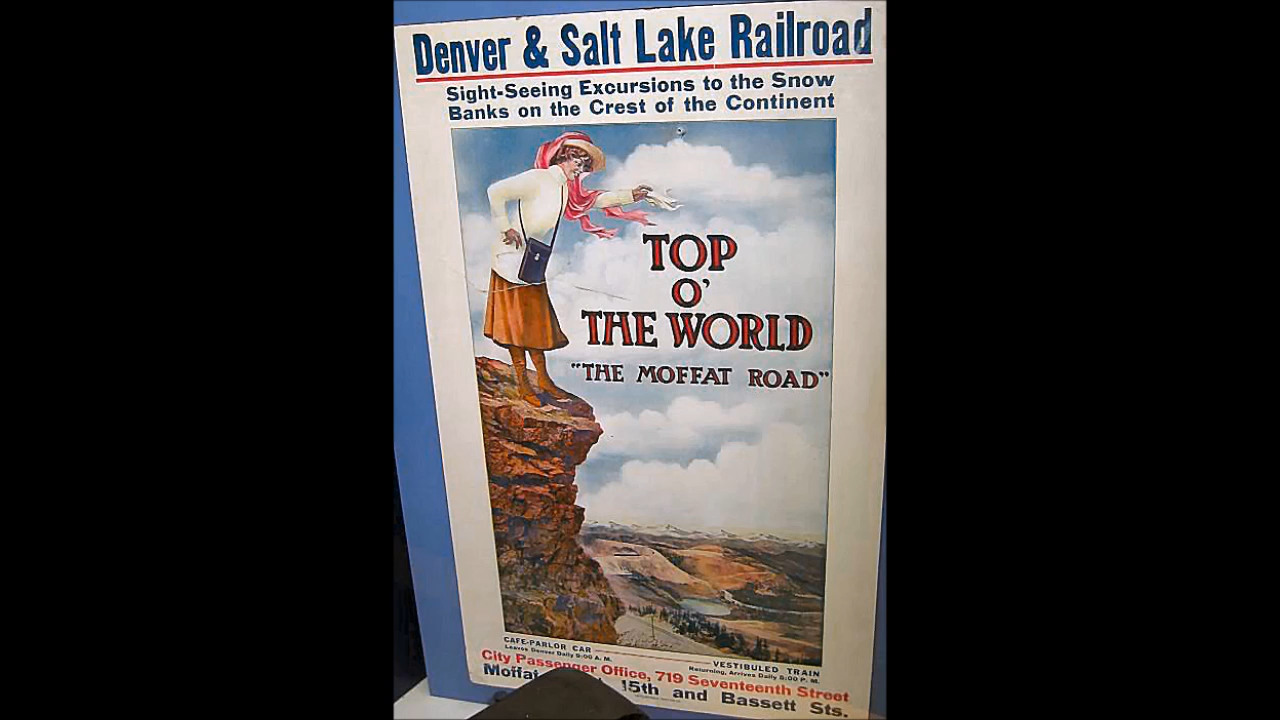 Denver & Salt Lake Railroad
Sight-Seeing Excursions to the Snow
Banks on the Crest of the Continent
TOP
O'
THE WORLD
"THE MOFFAT ROAD"
CAFE-PARLOR CAR
Leaves Denver Daily 9:00 A. M.
VESTIBULED TRAIN
Returning, Arrives Daily 6:00 P. M.
City Passenger Office, 719 Seventeenth Street
Moffat 15th and Bassett Sts.